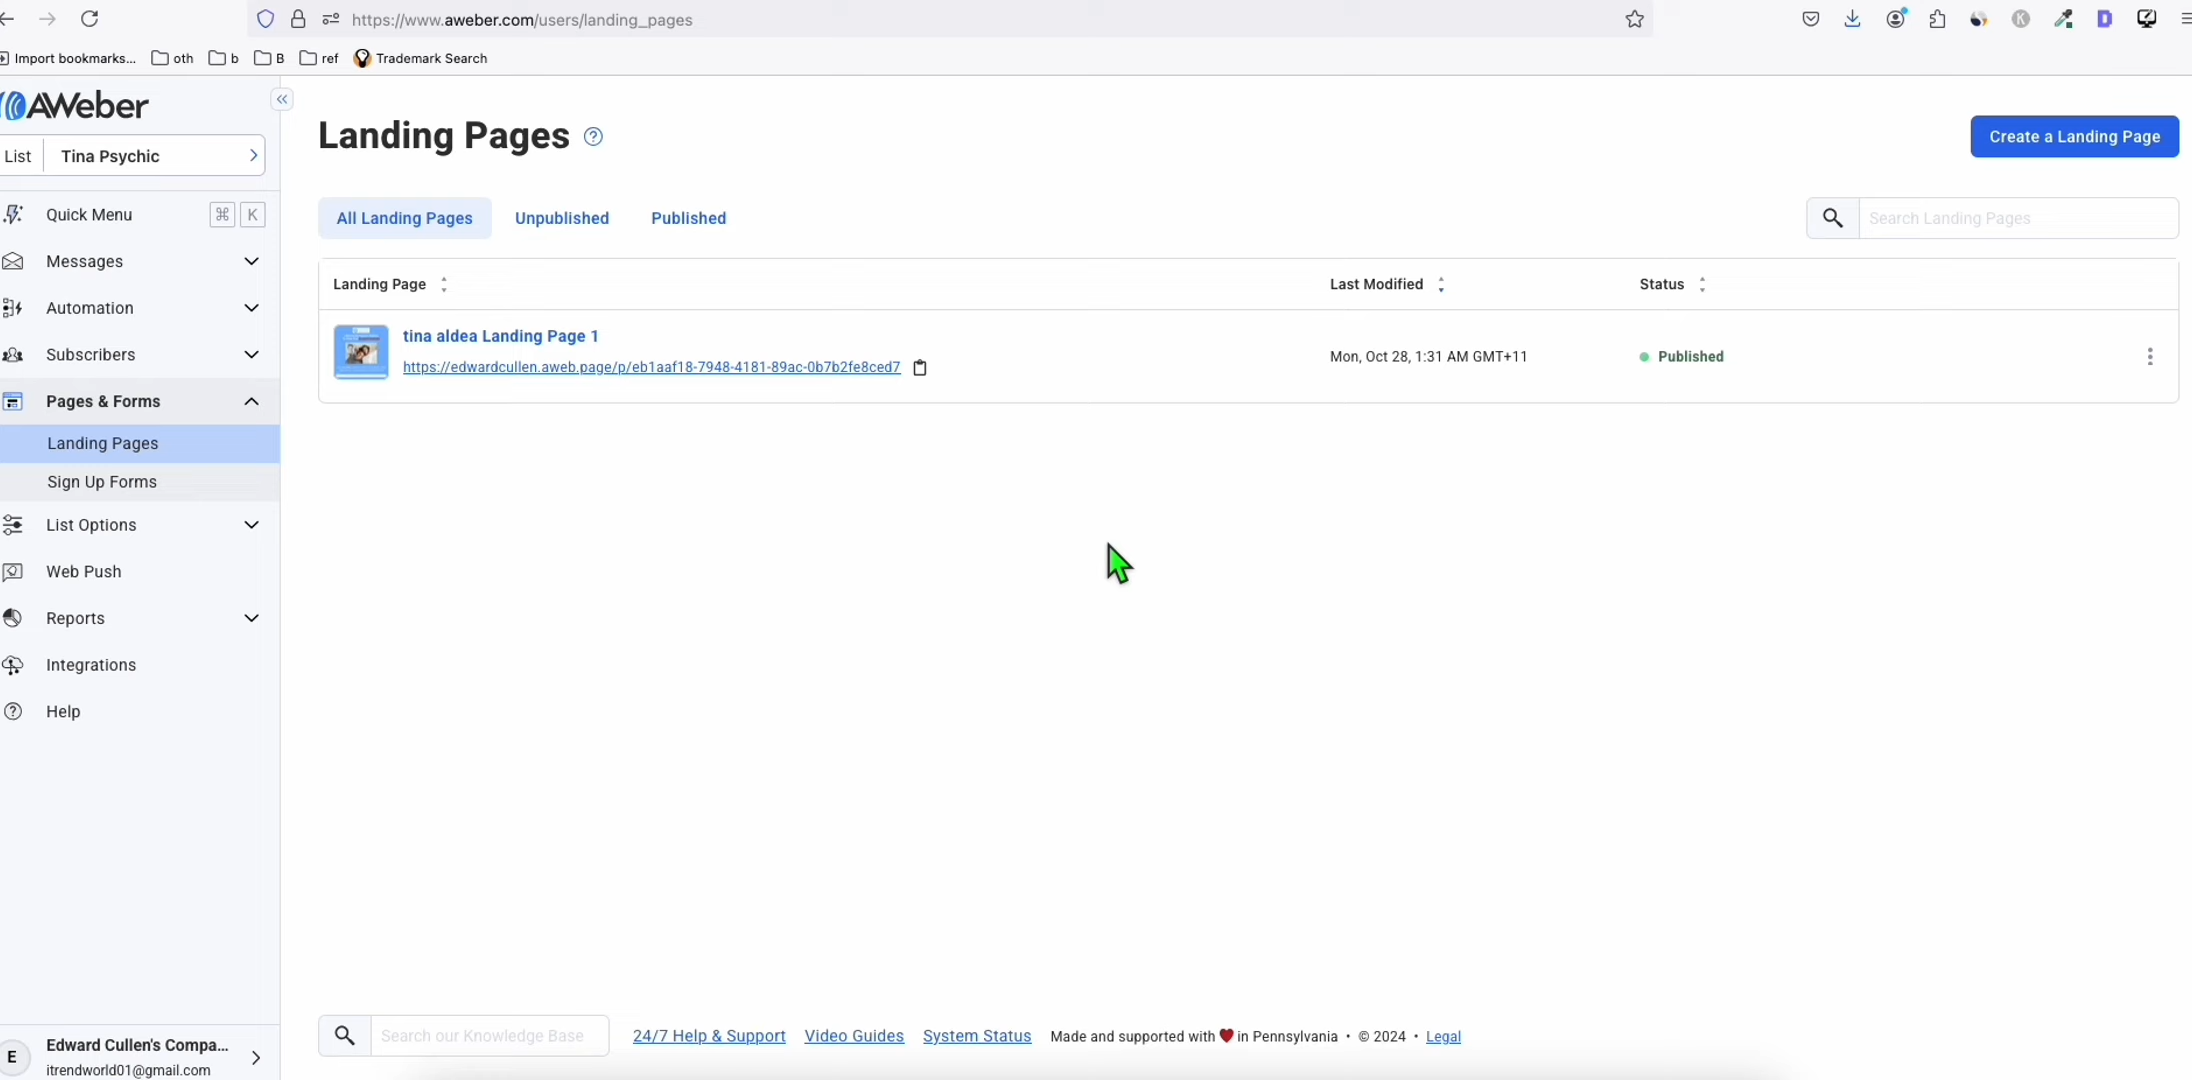 https://www.aweber.com/users/landing_pages
Import bookmarks... oth b B ref Trademark Search
AWeber
List Tina Psychic
Quick Menu ⌘ K
Messages
Automation
Subscribers
Pages & Forms
Landing Pages
Sign Up Forms
List Options
Web Push
Reports
Integrations
Help
Edward Cullen's Compa...
E
itrendworld01@gmail.com
Landing Pages ?
Create a Landing Page
All Landing Pages Unpublished Published
Search Landing Pages
Landing Page Last Modified Status
tina aldea Landing Page 1
https://edwardcullen.aweb.page/p/eb1aaf18-7948-4181-89ac-0b7b2fe8ced7
Mon, Oct 28, 1:31 AM GMT+11 Published
Search our Knowledge Base 24/7 Help & Support Video Guides System Status Made and supported with ❤ in Pennsylvania • © 2024 • Legal